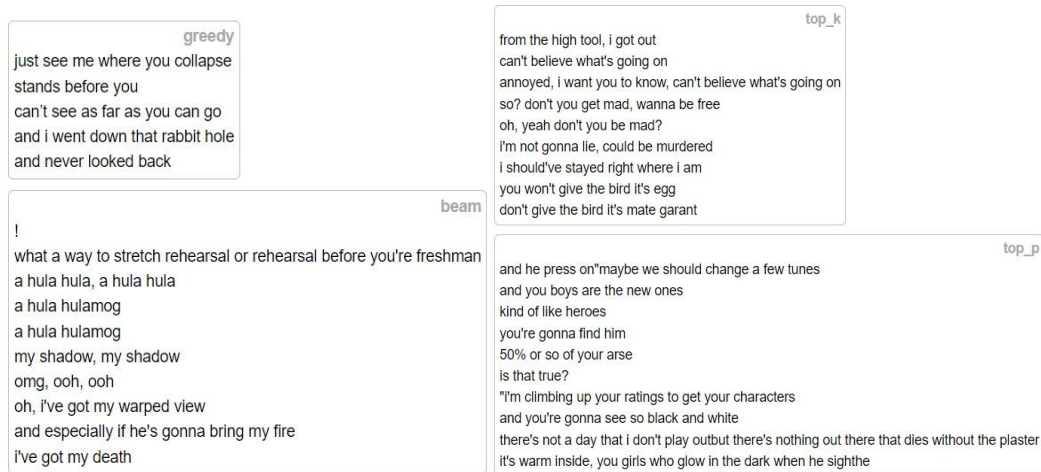 greedy
just see me where you collapse
stands before you
can't see as far as you can go
and i went down that rabbit hole
and never looked back
beam
!
what a way to stretch rehearsal or rehearsal before you're freshman
a hula hula, a hula hula
a hula hulamog
a hula hulamog
my shadow, my shadow
omg, ooh, ooh
oh, i've got my warped view
and especially if he's gonna bring my fire
i've got my death
top_k
from the high tool, i got out
can't believe what's going on
annoyed, i want you to know, can't believe what's going on
so? don't you get mad, wanna be free
oh, yeah don't you be mad?
i'm not gonna lie, could be murdered
i should've stayed right where i am
you won't give the bird it's egg
don't give the bird it's mate garant
top_p
and he press on"maybe we should change a few tunes
and you boys are the new ones
kind of like heroes
you're gonna find him
50% or so of your arse
is that true?
"i'm climbing up your ratings to get your characters
and you're gonna see so black and white
there's not a day that i don't play outbut there's nothing out there that dies without the plaster
it's warm inside, you girls who glow in the dark when he sighthe